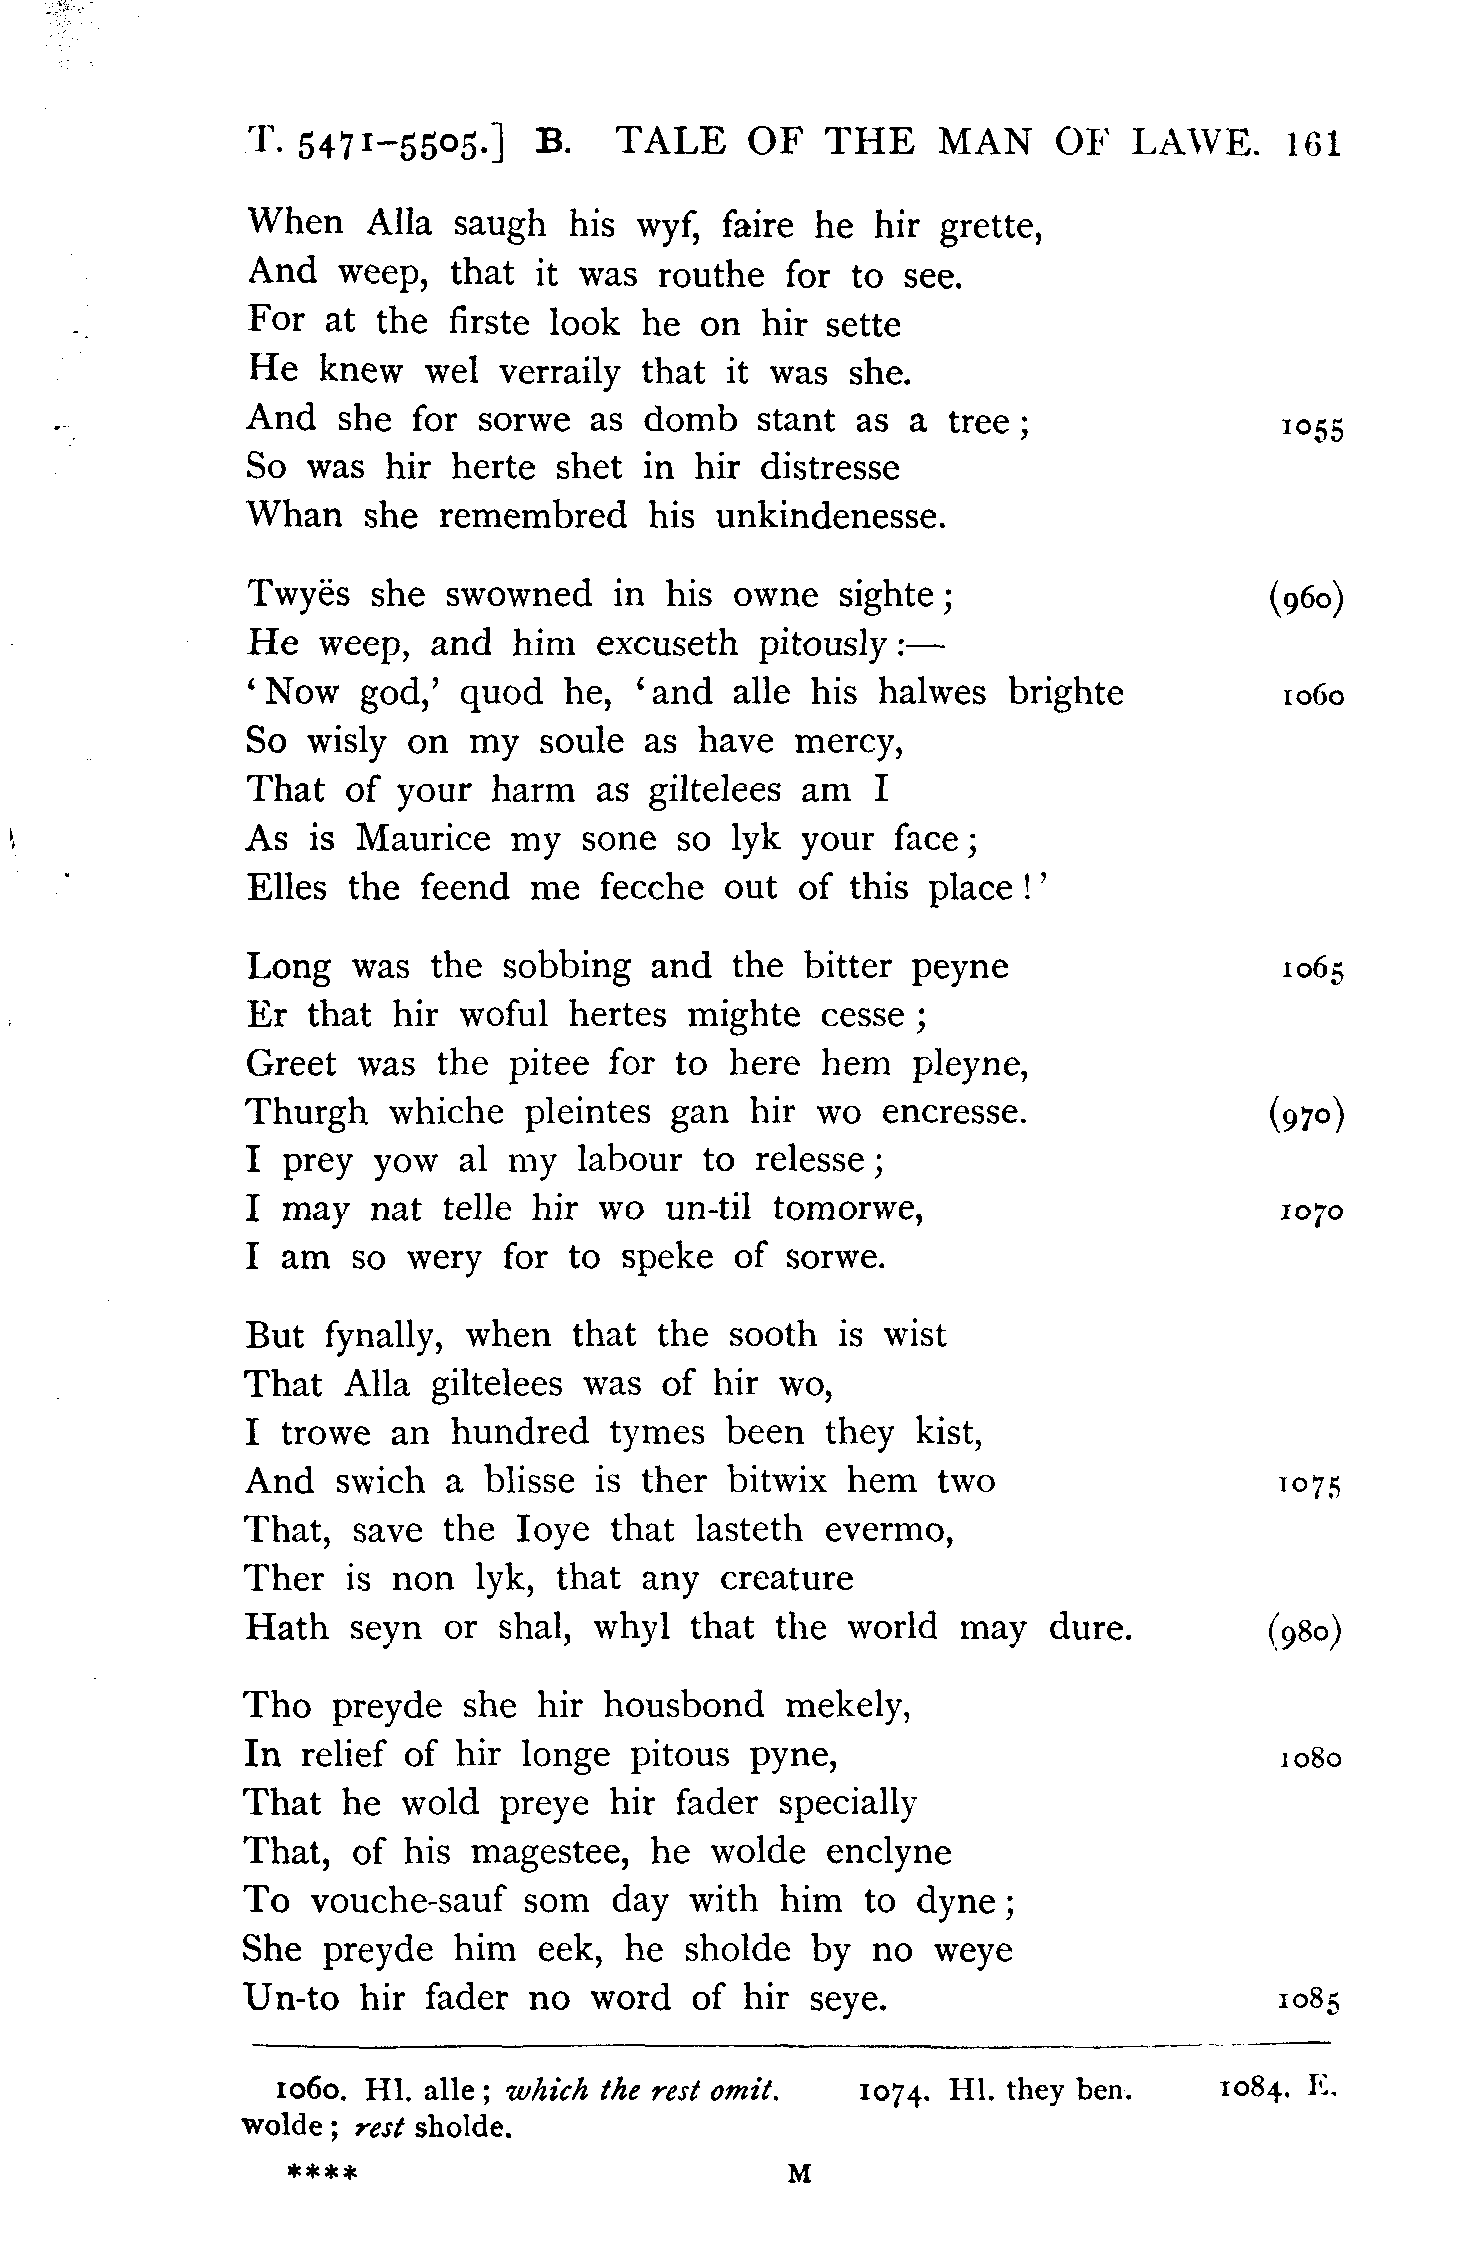 T. 5471–5505.] B. TALE OF THE MAN OF LAWE. 161
When Alla saugh his wyf, faire he hir grette,
And weep, that it was routhe for to see.
For at the firste look he on hir sette
He knew wel verraily that it was she.
And she for sorwe as domb stant as a tree; 1055
So was hir herte shet in hir distresse
Whan she remembred his unkindenesse.
Twyës she swowned in his owne sighte; (960)
He weep, and him excuseth pitously:—
‘Now god,’ quod he, ‘and alle his halwes brighte 1060
So wisly on my soule as have mercy,
That of your harm as giltelees am I
As is Maurice my sone so lyk your face;
Elles the feend me fecche out of this place!’
Long was the sobbing and the bitter peyne 1065
Er that hir woful hertes mighte cesse;
Greet was the pitee for to here hem pleyne,
Thurgh whiche pleintes gan hir wo encresse. (970)
I prey yow al my labour to relesse;
I may nat telle hir wo un-til tomorwe, 1070
I am so wery for to speke of sorwe.
But fynally, when that the sooth is wist
That Alla giltelees was of hir wo,
I trowe an hundred tymes been they kist,
And swich a blisse is ther bitwix hem two 1075
That, save the Ioye that lasteth evermo,
Ther is non lyk, that any creature
Hath seyn or shal, whyl that the world may dure. (980)
Tho preyde she hir housbond mekely,
In relief of hir longe pitous pyne, 1080
That he wold preye hir fader specially
That, of his magestee, he wolde enclyne
To vouche-sauf som day with him to dyne;
She preyde him eek, he sholde by no weye
Un-to hir fader no word of hir seye. 1085
1060. Hl. alle; which the rest omit. 1074. Hl. they ben. 1084. E.
wolde; rest sholde.
**** M